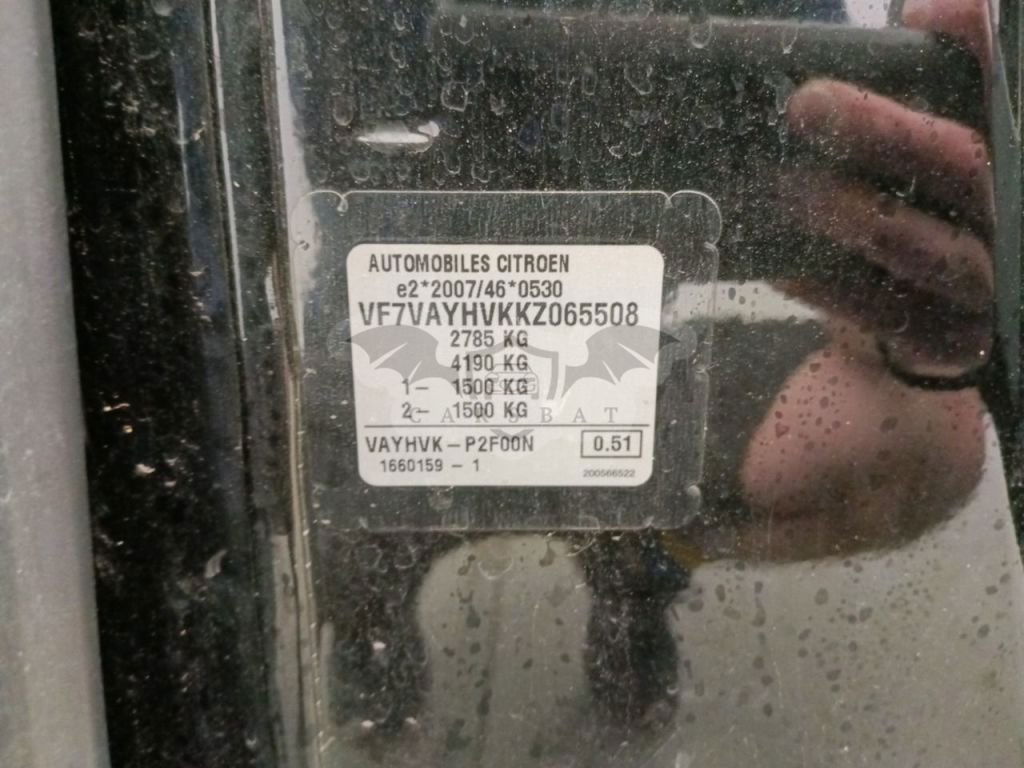 AUTOMOBILES CITROEN
e2*2007/46*0530
VF7VAYHVKKZ065508
2785 KG
4190 KG
1- 1500 KG
2- 1500 KG
CARSBAT
VAYHVK-P2F00N 0.51
1660159 - 1 200566522